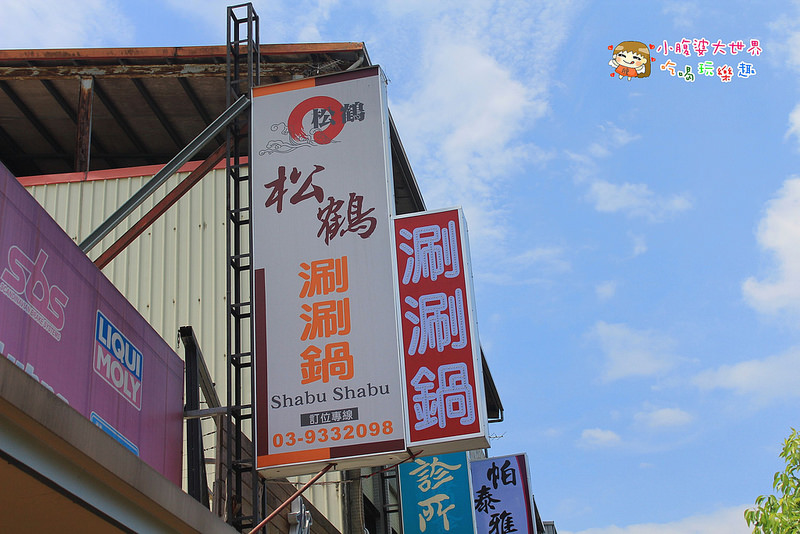 小腹婆大世界
吃喝玩樂趣
松鶴
松鶴
涮涮鍋
Shabu Shabu
訂位專線
03-9332098
涮涮鍋
sbs
LIQUI
MOLY
診所
帕泰雅